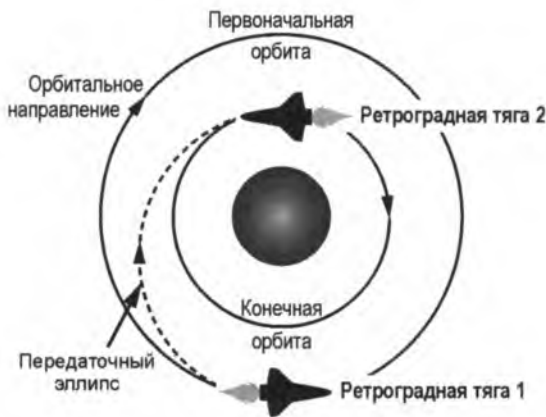 Первоначальная
орбита
Орбитальное
направление
Ретроградная тяга 2
Конечная
орбита
Передаточный
эллипс
Ретроградная тяга 1